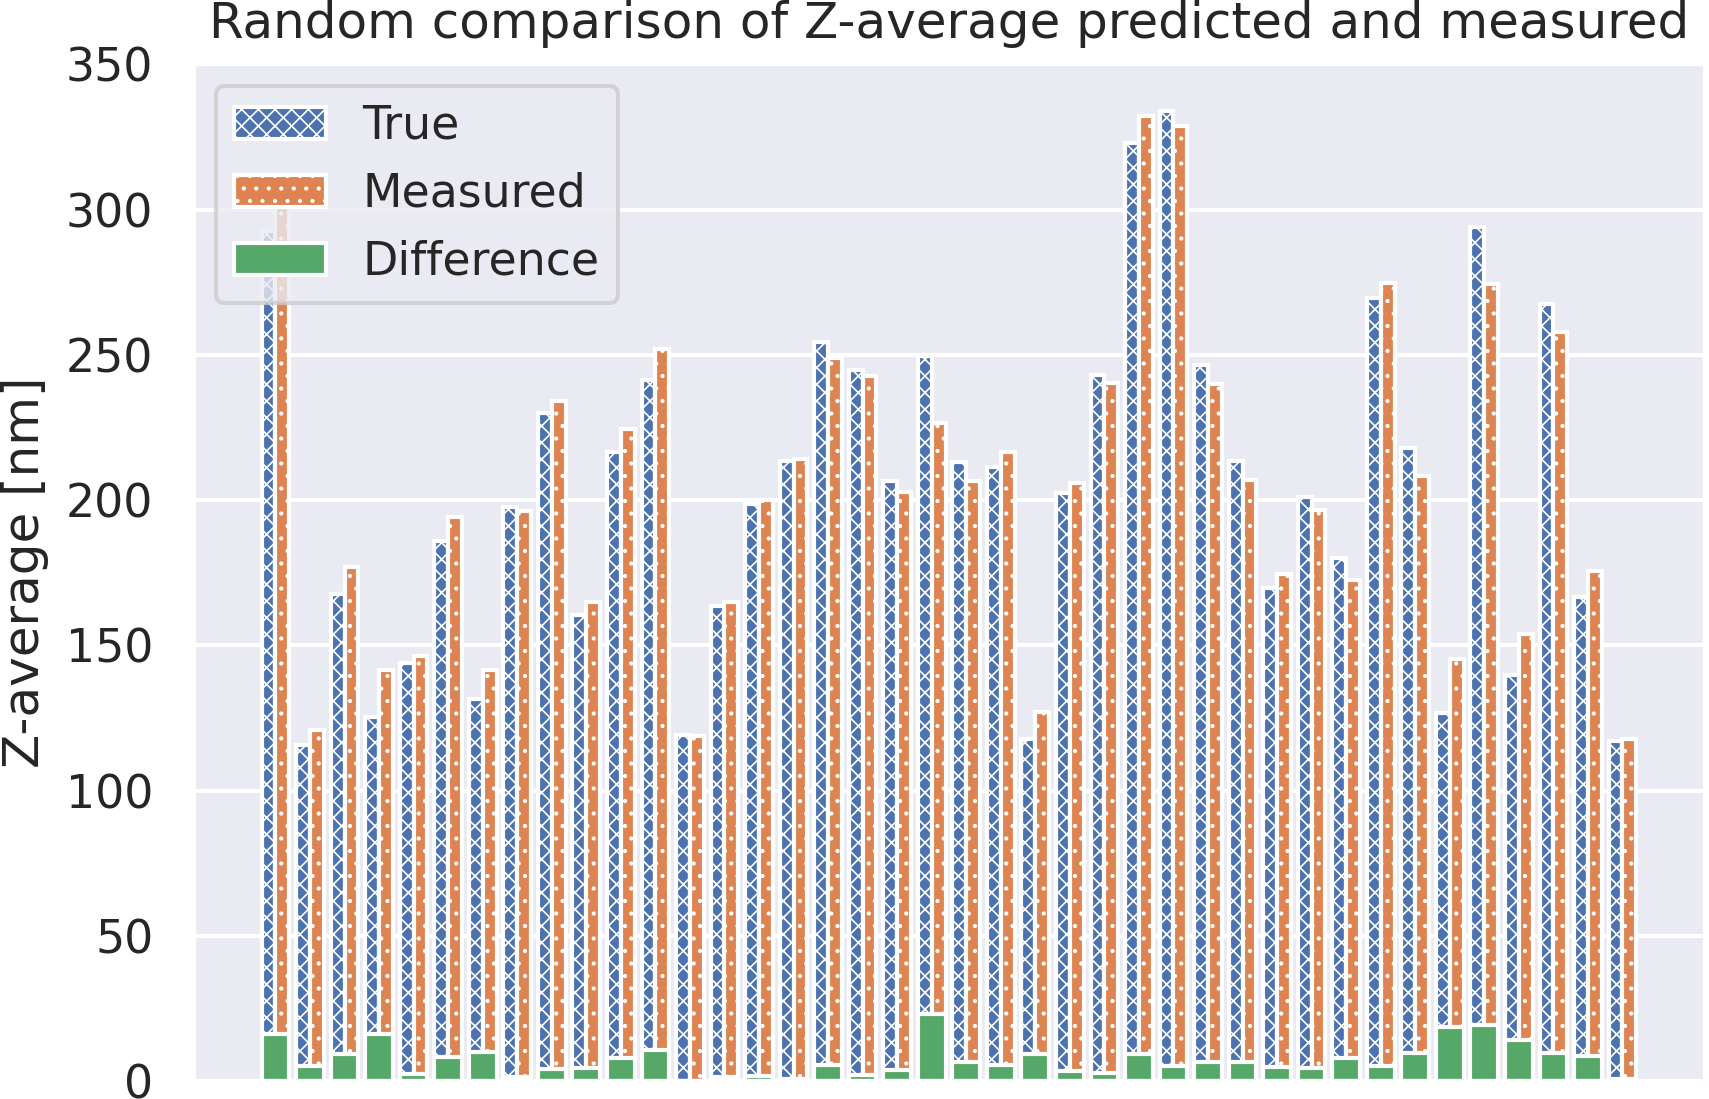 Random comparison of Z-average predicted and measured
350
300
250
200
150
100
50
0
Z-average [nm]
True
Measured
Difference